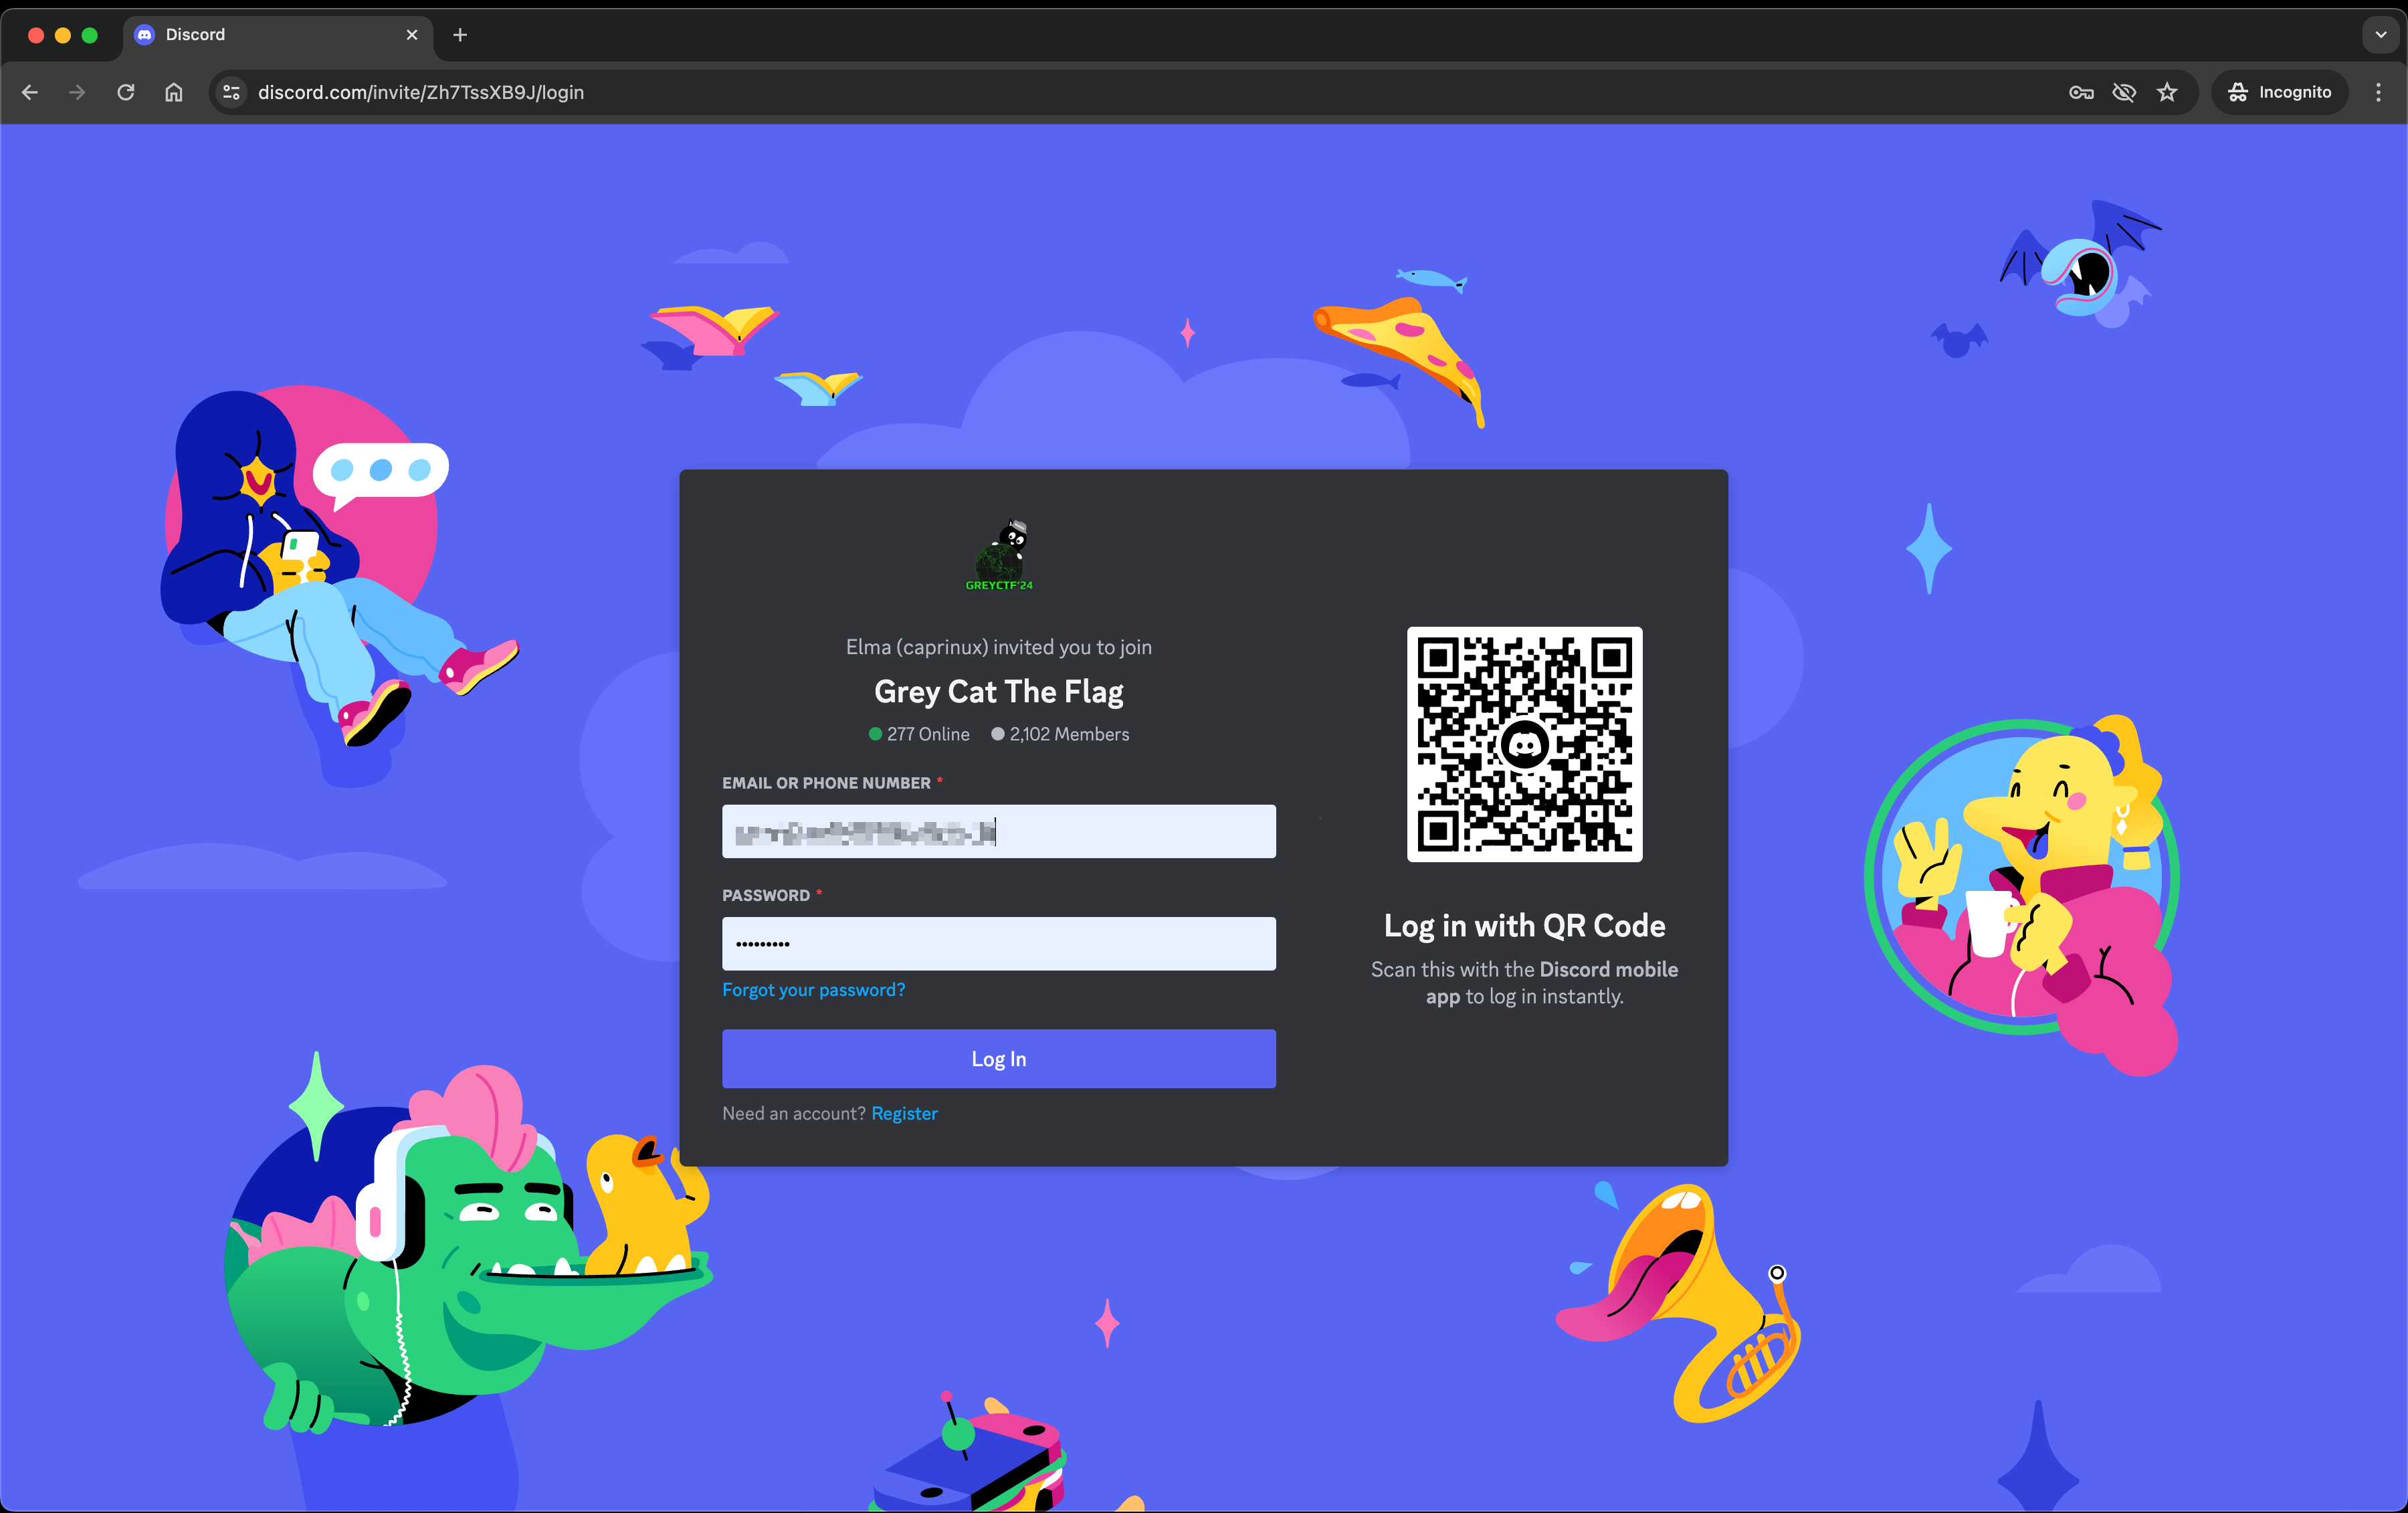 Discord
discord.com/invite/Zh7TssXB9J/login
Incognito
GREYCTF'24
Elma (caprinux) invited you to join
Grey Cat The Flag
277 Online 2,102 Members
EMAIL OR PHONE NUMBER *
PASSWORD *
•••••••••
Forgot your password?
Log In
Need an account? Register
Log in with QR Code
Scan this with the Discord mobile
app to log in instantly.